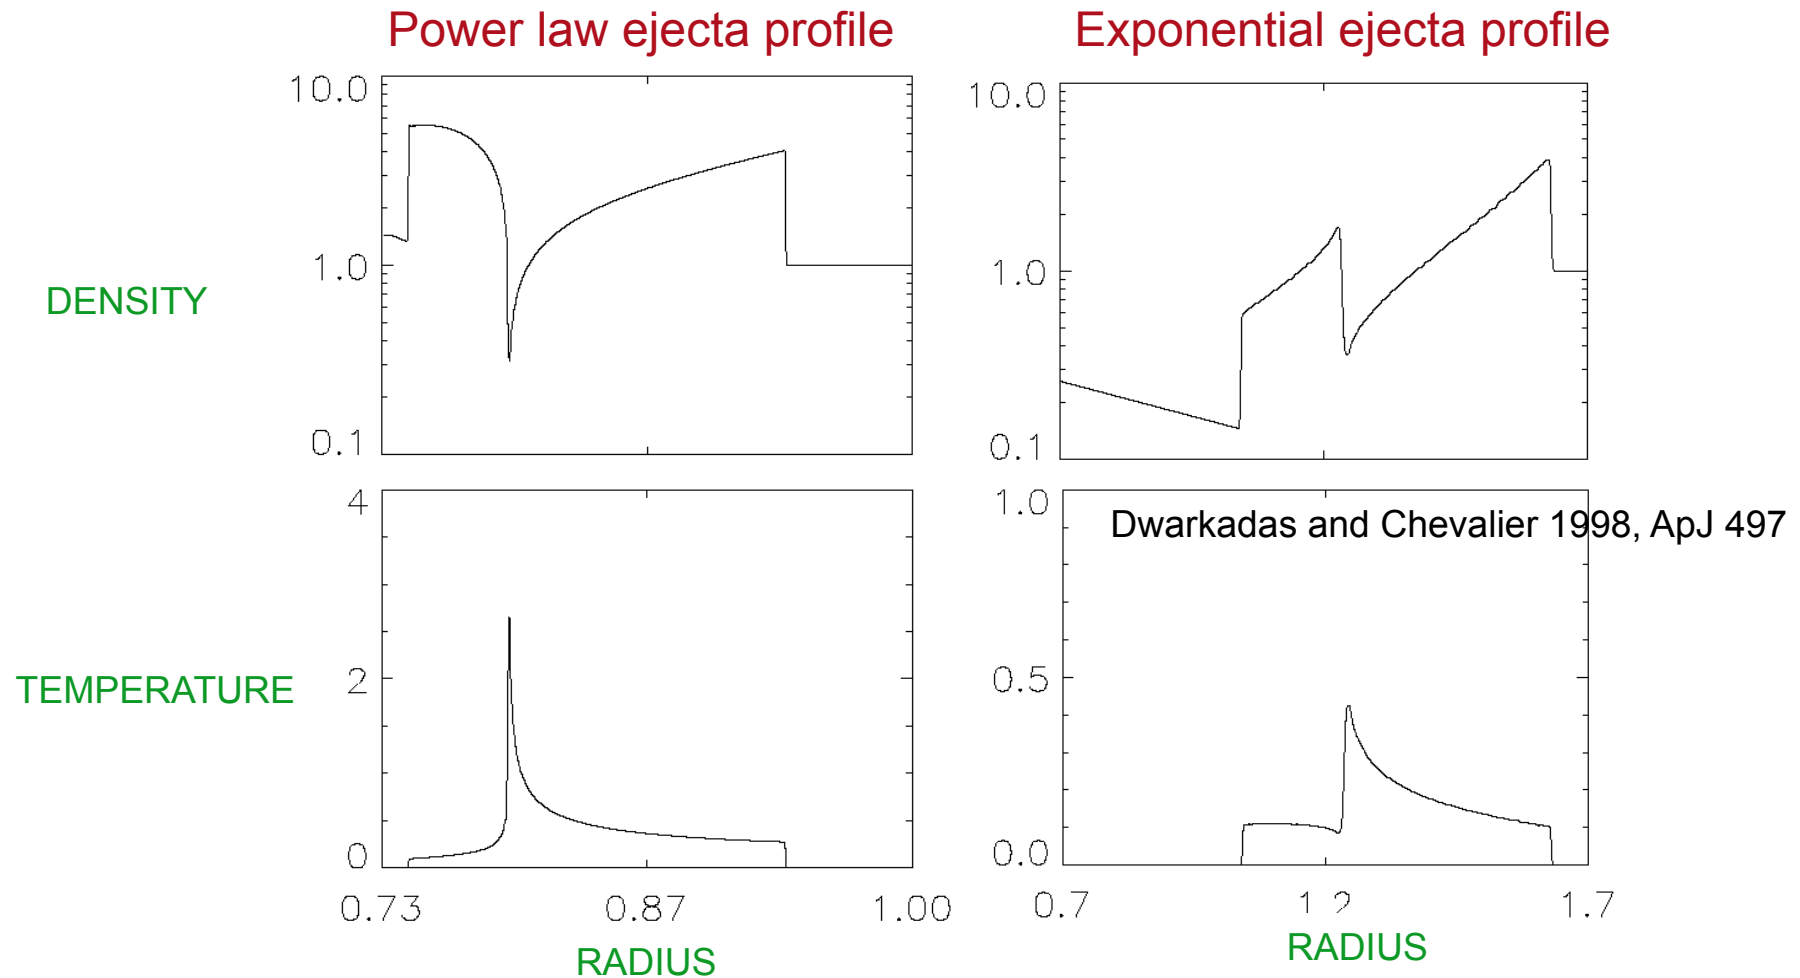 Power law ejecta profile
Exponential ejecta profile
10.0
1.0
0.1
10.0
1.0
0.1
DENSITY
4
2
0
1.0
0.5
0.0
Dwarkadas and Chevalier 1998, ApJ 497
TEMPERATURE
0.73 0.87 1.00
0.7 1.2 1.7
RADIUS
RADIUS